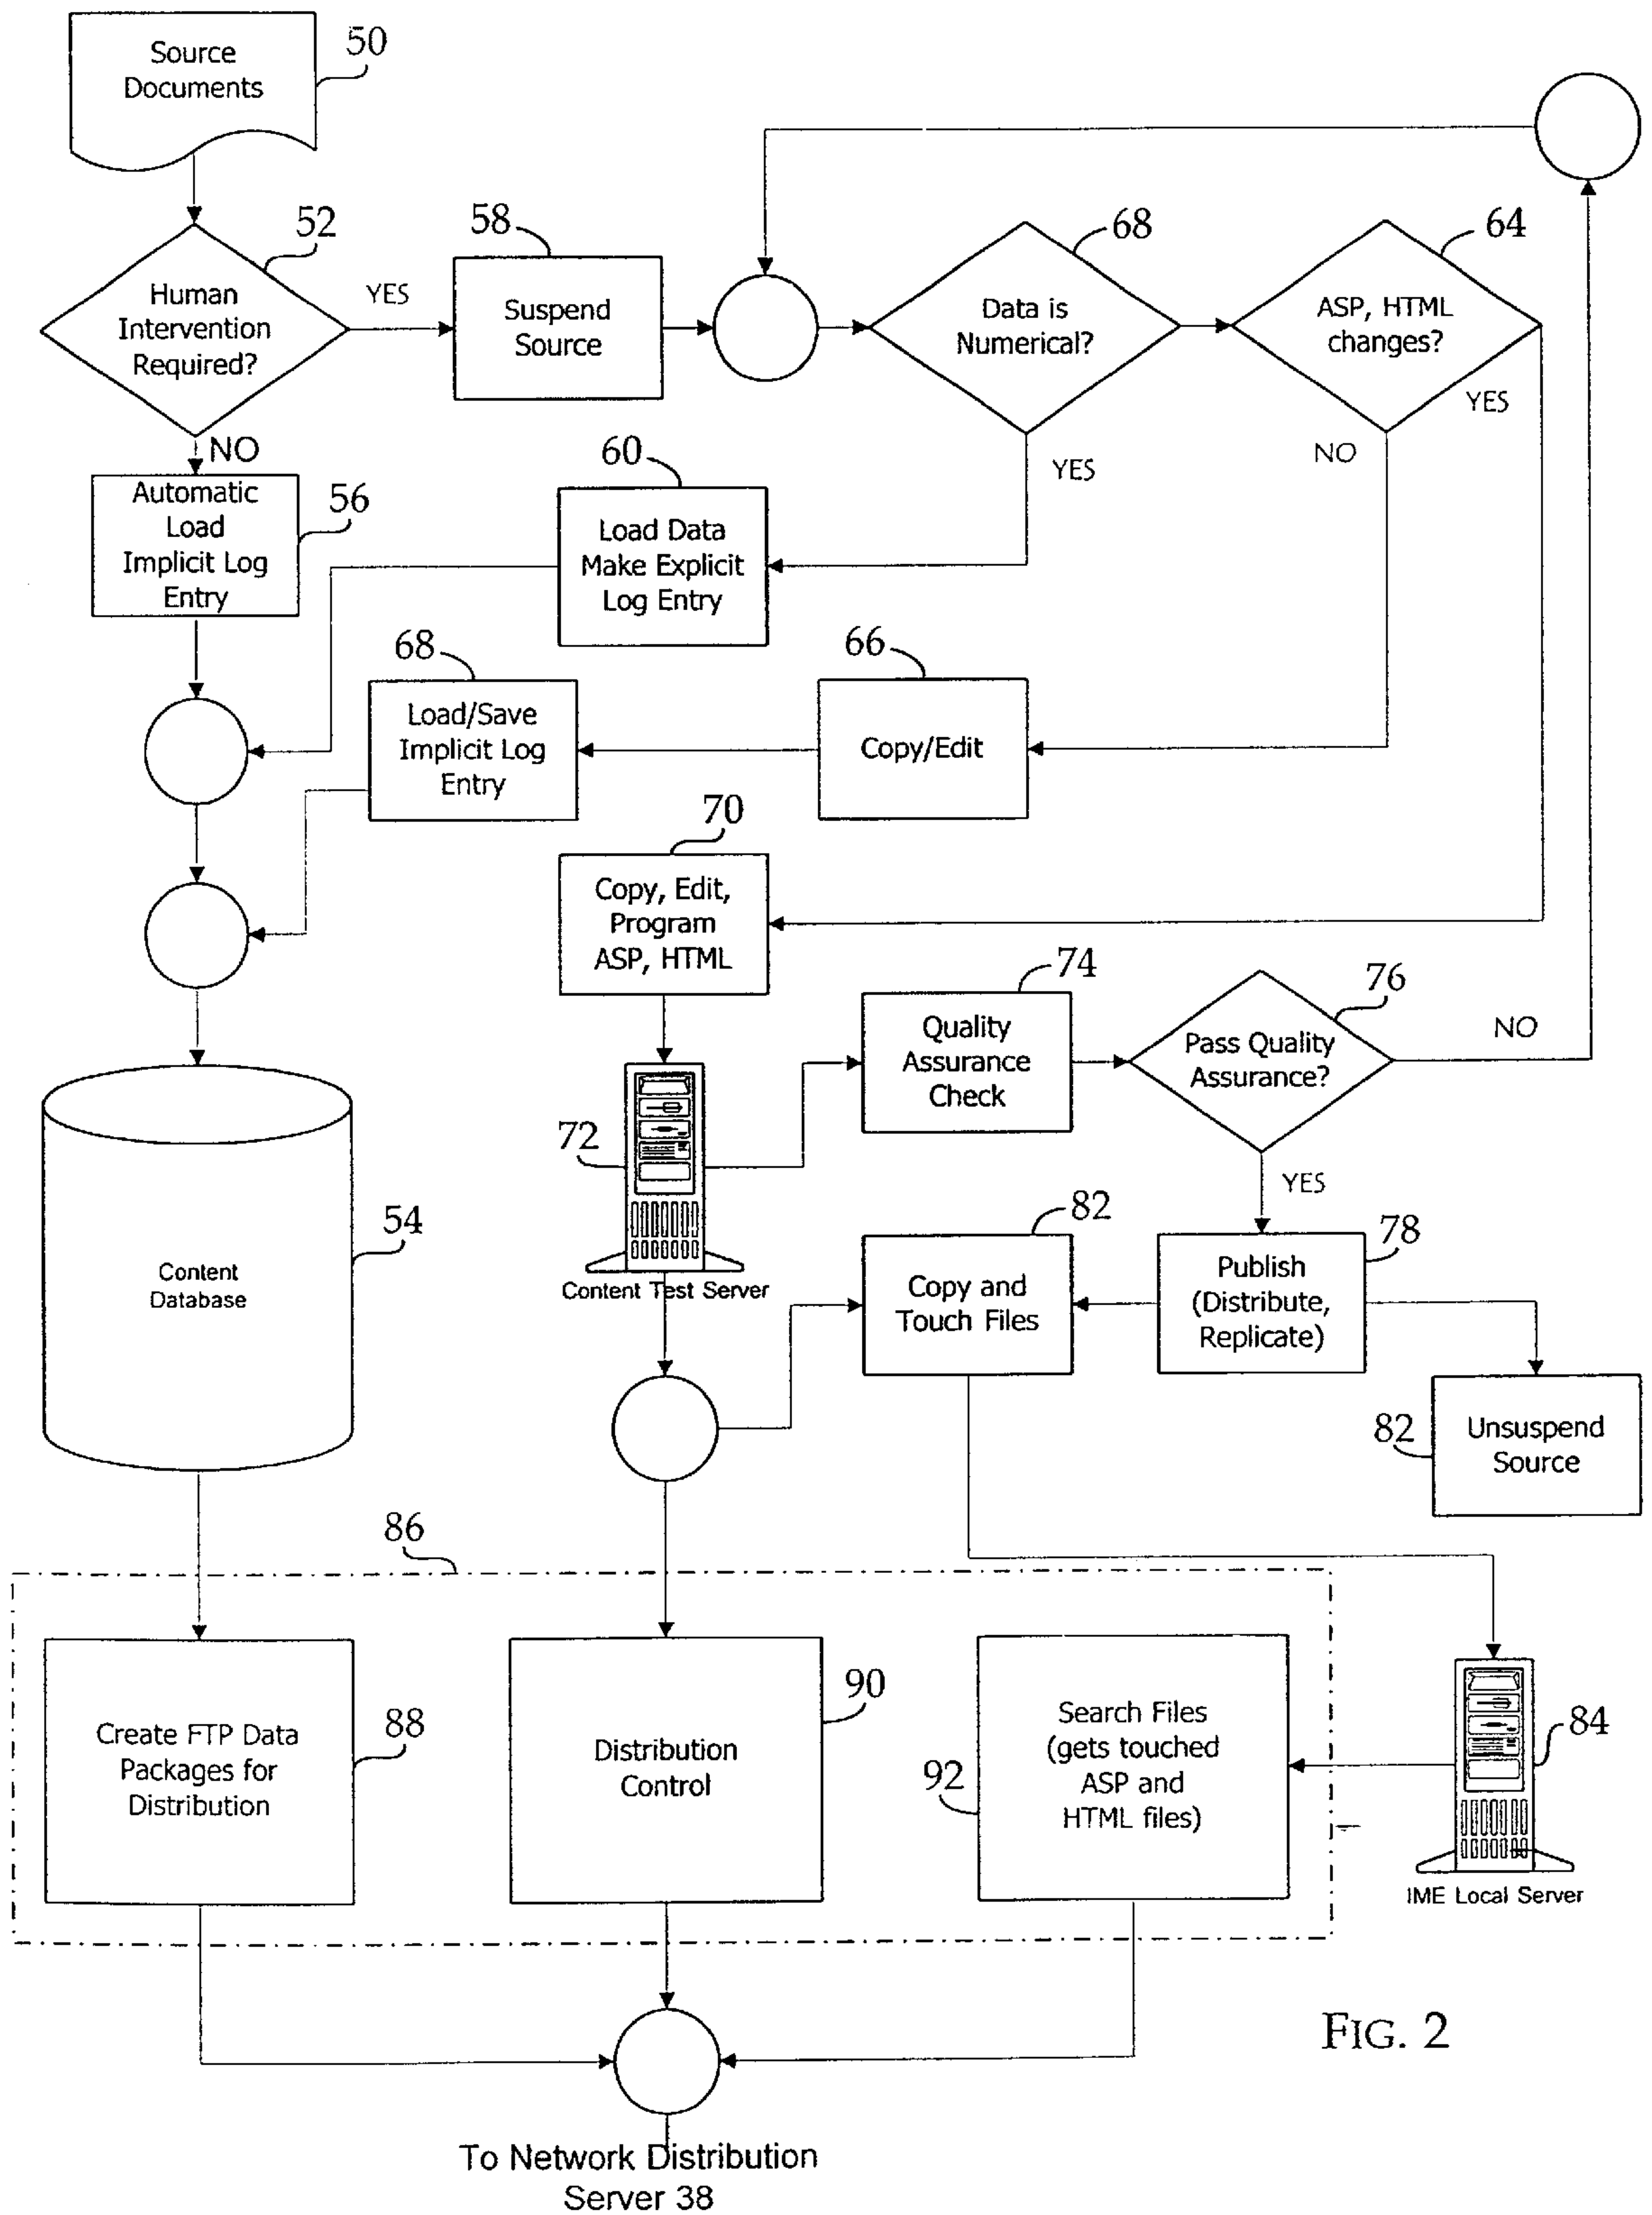 Source
Documents
50
52
Human
Intervention
Required?
YES
58
Suspend
Source
68
Data is
Numerical?
64
ASP, HTML
changes?
YES
NO
YES
NO
Automatic
Load
Implicit Log
Entry
56
60
Load Data
Make Explicit
Log Entry
68
Load/Save
Implicit Log
Entry
66
Copy/Edit
70
Copy, Edit,
Program
ASP, HTML
74
Quality
Assurance
Check
76
Pass Quality
Assurance?
NO
YES
72
Content Test Server
54
Content
Database
82
Copy and
Touch Files
78
Publish
(Distribute,
Replicate)
82
Unsuspend
Source
86
Create FTP Data
Packages for
Distribution
88
Distribution
Control
90
92
Search Files
(gets touched
ASP and
HTML files)
84
IME Local Server
FIG. 2
To Network Distribution
Server 38